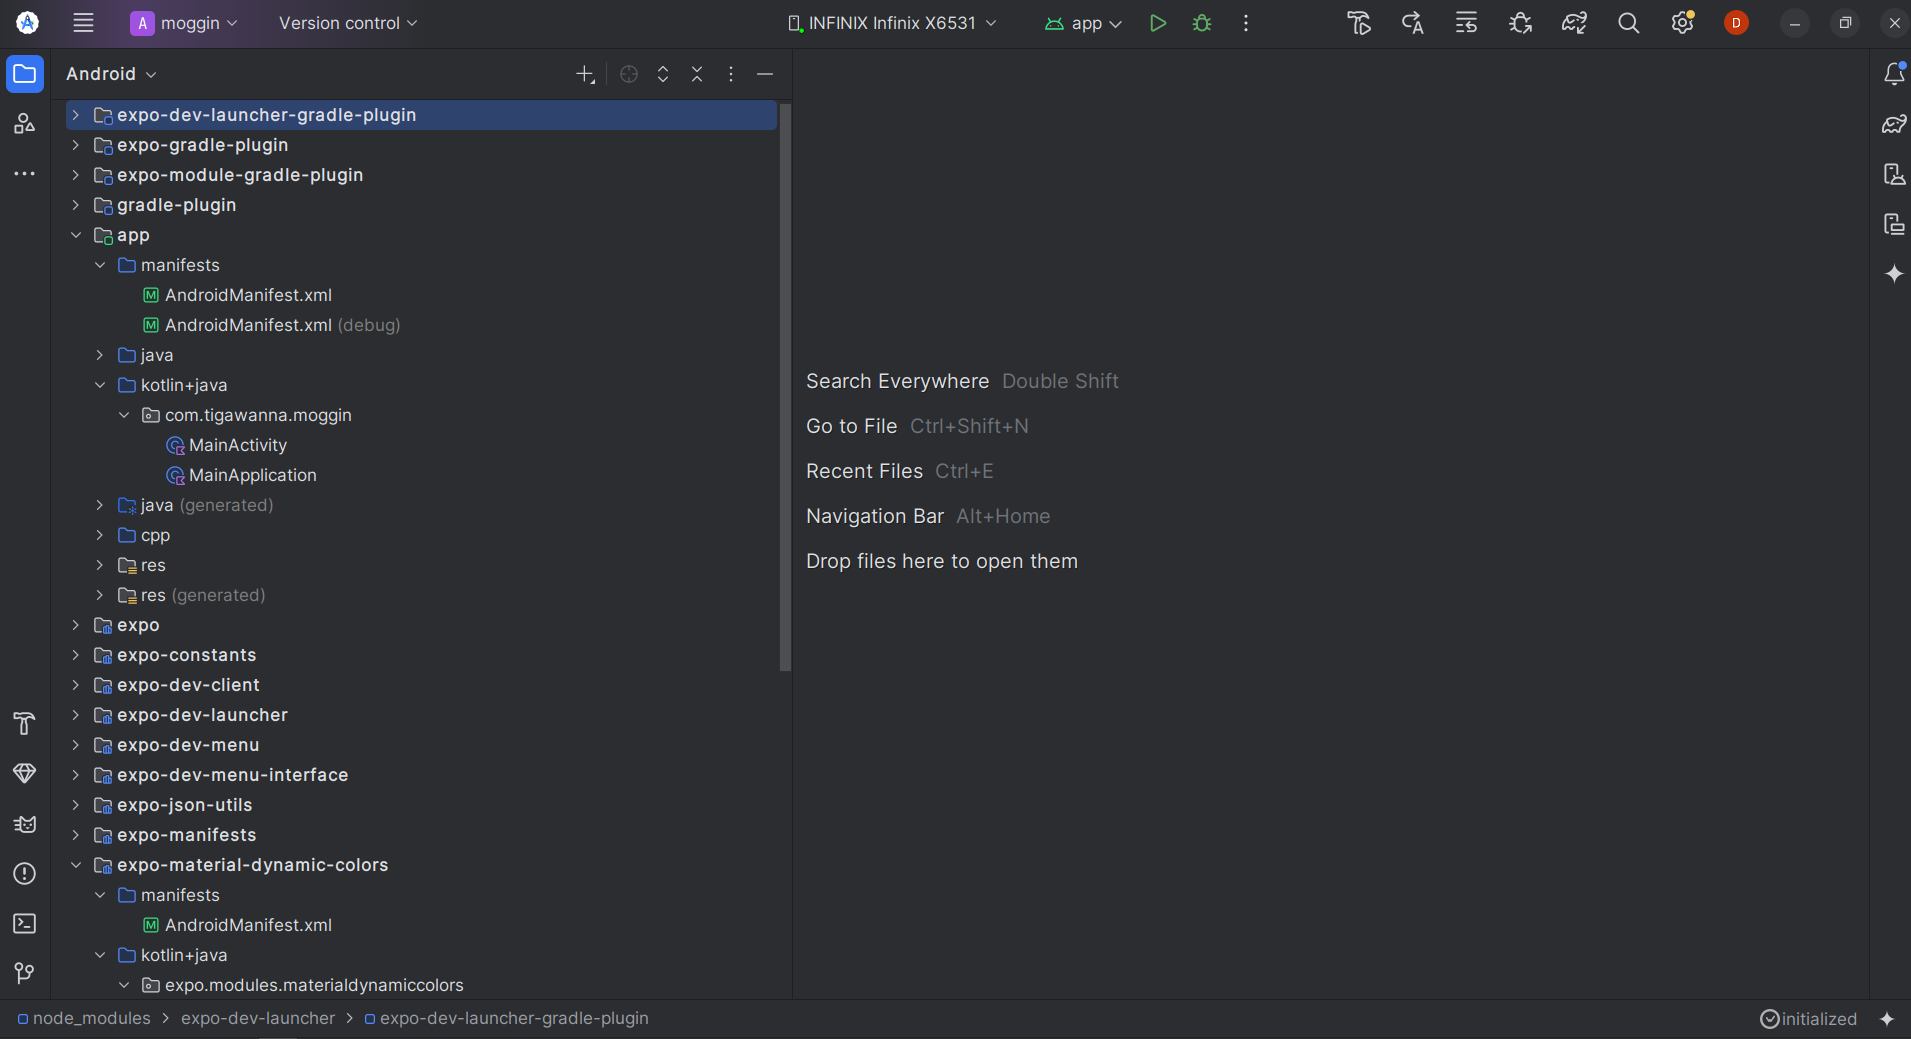 A moggin Version control INFINIX Infinix X6531 app D
Android
expo-dev-launcher-gradle-plugin
expo-gradle-plugin
expo-module-gradle-plugin
gradle-plugin
app
manifests
AndroidManifest.xml
AndroidManifest.xml (debug)
java
kotlin+java
com.tigawanna.moggin
MainActivity
MainApplication
java (generated)
cpp
res
res (generated)
expo
expo-constants
expo-dev-client
expo-dev-launcher
expo-dev-menu
expo-dev-menu-interface
expo-json-utils
expo-manifests
expo-material-dynamic-colors
manifests
AndroidManifest.xml
kotlin+java
expo.modules.materialdynamiccolors
Search Everywhere Double Shift
Go to File Ctrl+Shift+N
Recent Files Ctrl+E
Navigation Bar Alt+Home
Drop files here to open them
node_modules > expo-dev-launcher > expo-dev-launcher-gradle-plugin
initialized